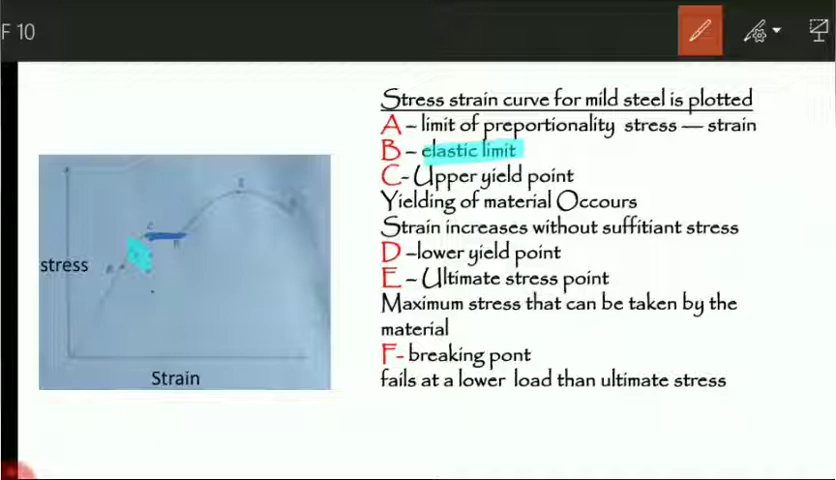 F 10
Stress strain curve for mild steel is plotted
A – limit of preportionality stress — strain
B – elastic limit
C- Upper yield point
Yielding of material Occours
Strain increases without suffitiant stress
D –lower yield point
E – Ultimate stress point
Maximum stress that can be taken by the
material
F- breaking pont
fails at a lower load than ultimate stress
stress
C
E
Strain